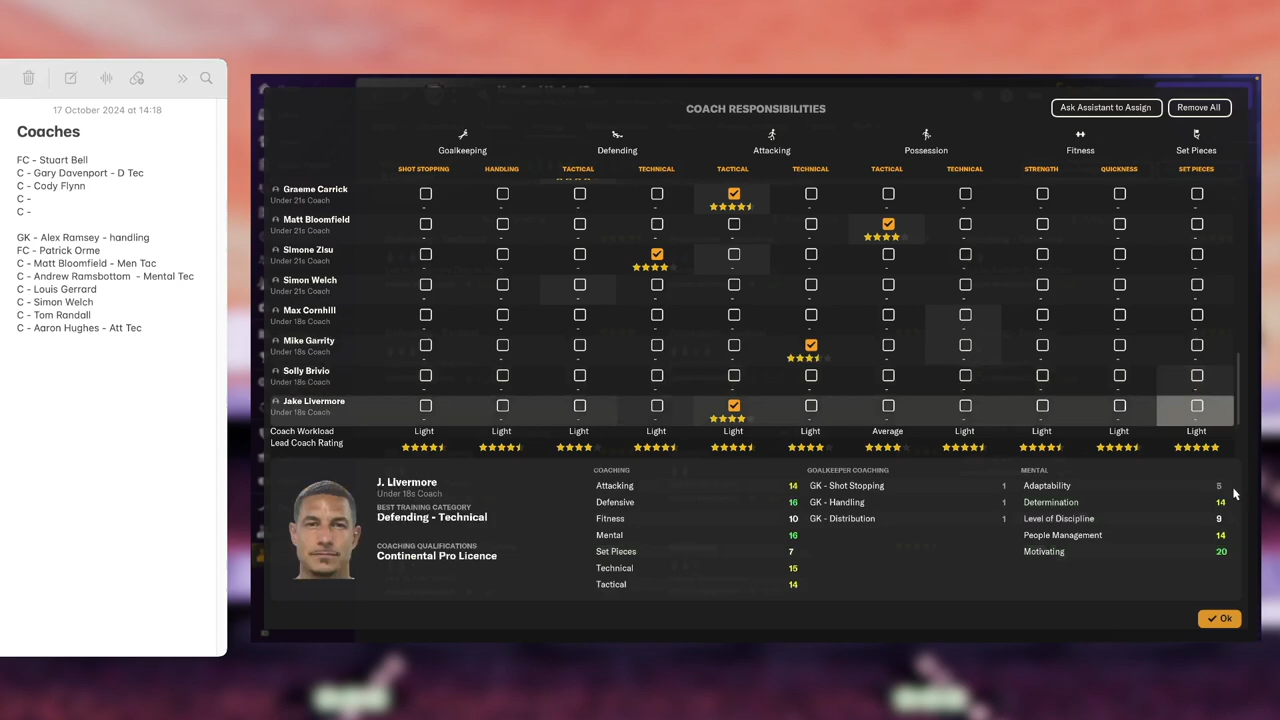 17 October 2024 at 14:18
Coaches
FC - Stuart Bell
C - Gary Davenport - D Tec
C - Cody Flynn
C -
C -
GK - Alex Ramsey - handling
FC - Patrick Orme
C - Matt Bloomfield - Men Tac
C - Andrew Ramsbottom - Mental Tec
C - Louis Gerrard
C - Simon Welch
C - Tom Randall
C - Aaron Hughes - Att Tec
COACH RESPONSIBILITIES
Ask Assistant to Assign
Remove All
Goalkeeping Defending Attacking Possession Fitness Set Pieces
SHOT STOPPING HANDLING TACTICAL TECHNICAL TACTICAL TECHNICAL TACTICAL TECHNICAL STRENGTH QUICKNESS SET PIECES
Graeme Carrick
Under 21s Coach
Matt Bloomfield
Under 21s Coach
Simone Zisu
Under 21s Coach
Simon Welch
Under 21s Coach
Max Cornhill
Under 18s Coach
Mike Garrity
Under 18s Coach
Solly Brivio
Under 18s Coach
Jake Livermore
Under 18s Coach
Coach Workload Light Light Light Light Light Light Average Light Light Light Light
Lead Coach Rating
J. Livermore
Under 18s Coach
BEST TRAINING CATEGORY
Defending - Technical
COACHING QUALIFICATIONS
Continental Pro Licence
COACHING
Attacking 14
Defensive 16
Fitness 10
Mental 16
Set Pieces 7
Technical 15
Tactical 14
GOALKEEPER COACHING
GK - Shot Stopping 1
GK - Handling 1
GK - Distribution 1
MENTAL
Adaptability 5
Determination 14
Level of Discipline 9
People Management 14
Motivating 20
Ok